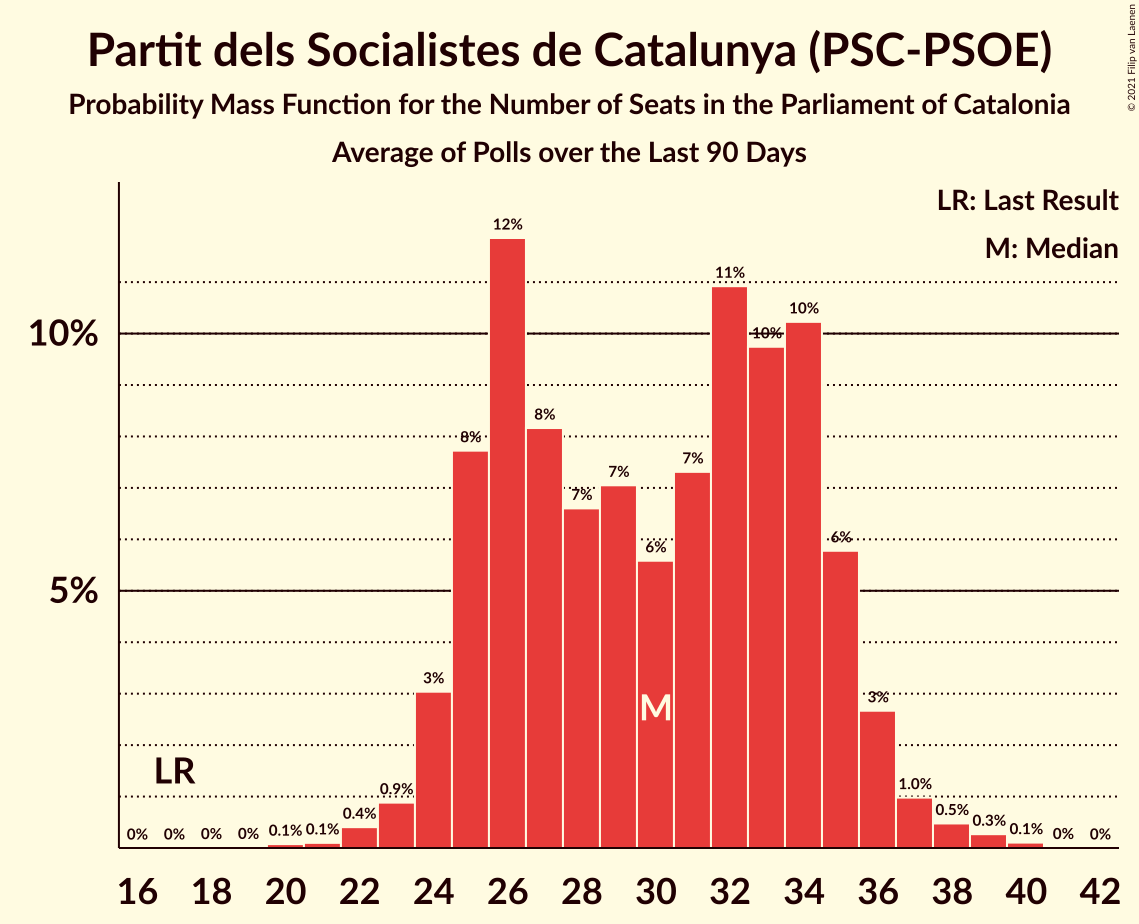 Partit dels Socialistes de Catalunya (PSC-PSOE)
Probability Mass Function for the Number of Seats in the Parliament of Catalonia
Average of Polls over the Last 90 Days
© 2021 Filip van Laenen
LR: Last Result
M: Median
10%
5%
0% 0% 0% 0% 0.1% 0.1% 0.4% 0.9% 3% 8% 12% 8% 7% 7% 6% 7% 11% 10% 10% 6% 3% 1.0% 0.5% 0.3% 0.1% 0% 0%
LR
M
16 18 20 22 24 26 28 30 32 34 36 38 40 42